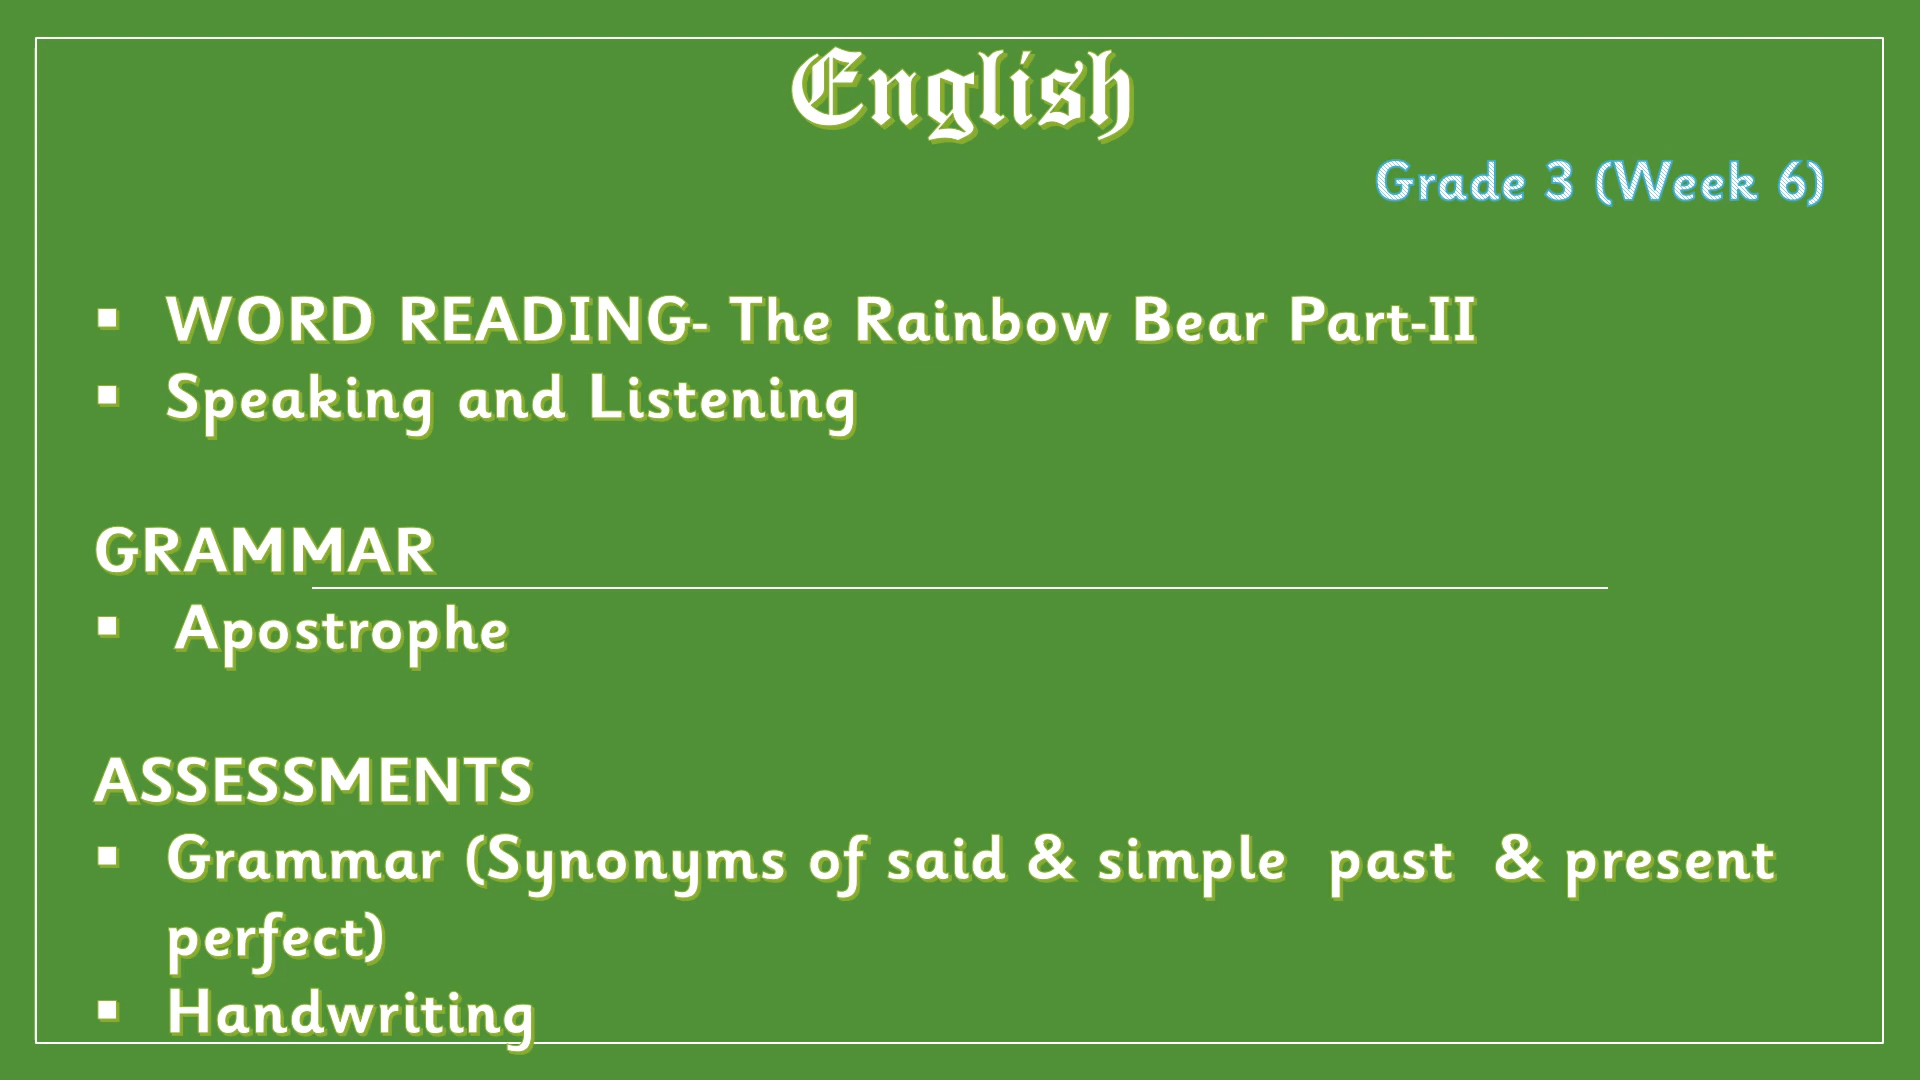 English
Grade 3 (Week 6)
▪ WORD READING- The Rainbow Bear Part-II
▪ Speaking and Listening
GRAMMAR
▪ Apostrophe
ASSESSMENTS
▪ Grammar (Synonyms of said & simple past & present
perfect)
▪ Handwriting